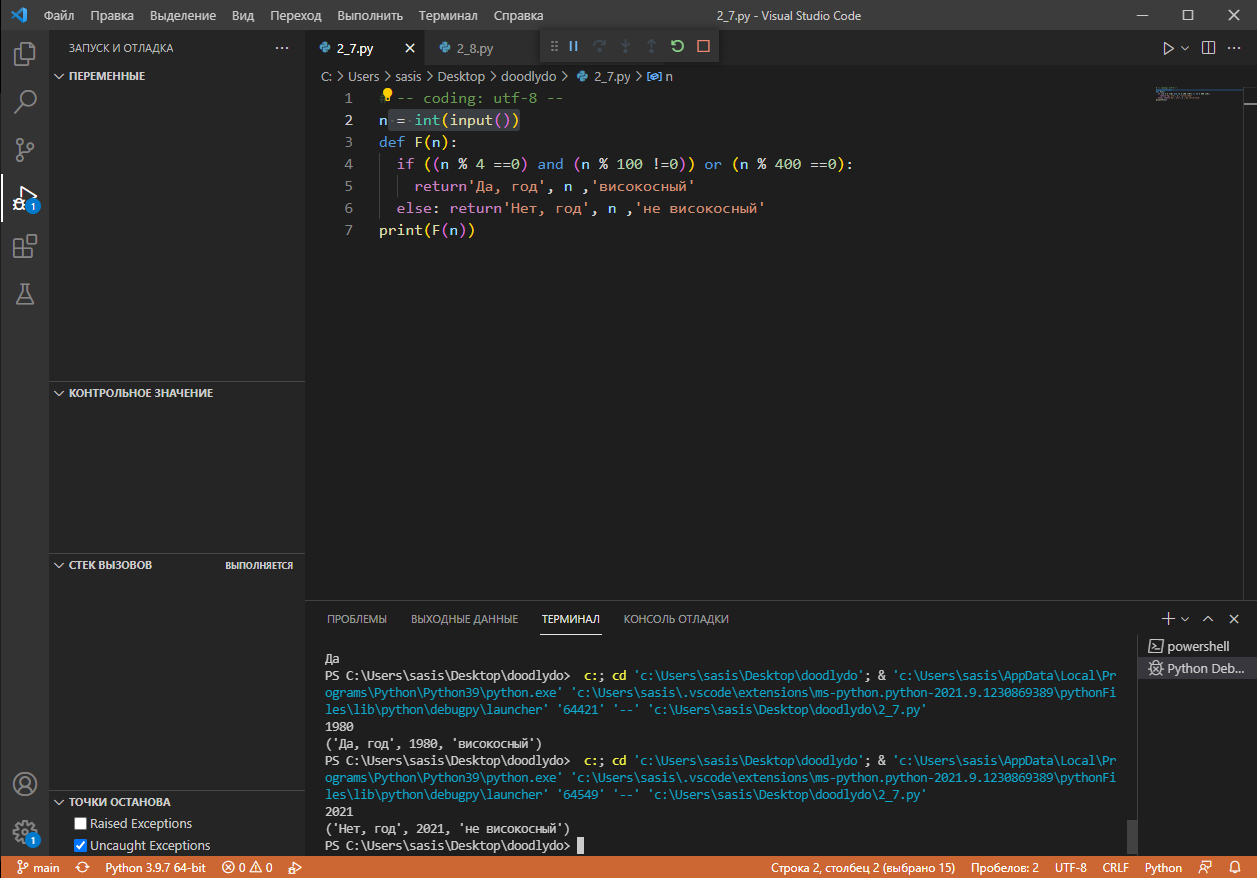 Файл Правка Выделение Вид Переход Выполнить Терминал Справка 2_7.py - Visual Studio Code
ЗАПУСК И ОТЛАДКА ···
ПЕРЕМЕННЫЕ
КОНТРОЛЬНОЕ ЗНАЧЕНИЕ
СТЕК ВЫЗОВОВ ВЫПОЛНЯЕТСЯ
ТОЧКИ ОСТАНОВА
Raised Exceptions
Uncaught Exceptions
1
1
2_7.py 2_8.py
C: > Users > sasis > Desktop > doodlydo > 2_7.py > n
1 -- coding: utf-8 --
2 n = int(input())
3 def F(n):
4 if ((n % 4 ==0) and (n % 100 !=0)) or (n % 400 ==0):
5 return'Да, год', n ,'високосный'
6 else: return'Нет, год', n ,'не високосный'
7 print(F(n))
ПРОБЛЕМЫ ВЫХОДНЫЕ ДАННЫЕ ТЕРМИНАЛ КОНСОЛЬ ОТЛАДКИ
Да
PS C:\Users\sasis\Desktop\doodlydo> c:; cd 'c:\Users\sasis\Desktop\doodlydo'; & 'c:\Users\sasis\AppData\Local\Pr
ograms\Python\Python39\python.exe' 'c:\Users\sasis\.vscode\extensions\ms-python.python-2021.9.1230869389\pythonFi
les\lib\python\debugpy\launcher' '64421' '--' 'c:\Users\sasis\Desktop\doodlydo\2_7.py'
1980
('Да, год', 1980, 'високосный')
PS C:\Users\sasis\Desktop\doodlydo> c:; cd 'c:\Users\sasis\Desktop\doodlydo'; & 'c:\Users\sasis\AppData\Local\Pr
ograms\Python\Python39\python.exe' 'c:\Users\sasis\.vscode\extensions\ms-python.python-2021.9.1230869389\pythonFi
les\lib\python\debugpy\launcher' '64549' '--' 'c:\Users\sasis\Desktop\doodlydo\2_7.py'
2021
('Нет, год', 2021, 'не високосный')
PS C:\Users\sasis\Desktop\doodlydo>
powershell
Python Deb...
main Python 3.9.7 64-bit 0 0 Строка 2, столбец 2 (выбрано 15) Пробелов: 2 UTF-8 CRLF Python